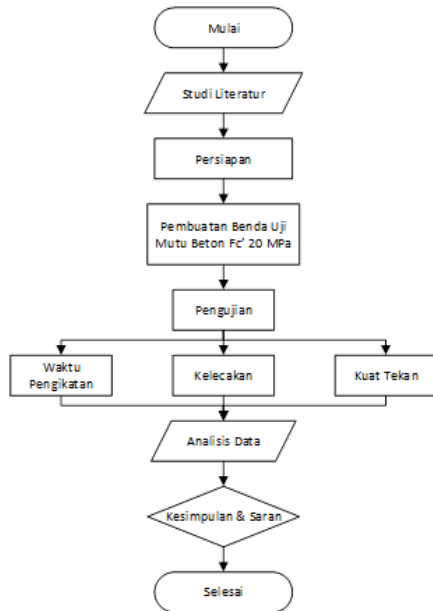 Mulai
Studi Literatur
Persiapan
Pembuatan Benda Uji
Mutu Beton Fc' 20 MPa
Pengujian
Waktu
Pengikatan
Kelecakan
Kuat Tekan
Analisis Data
Kesimpulan & Saran
Selesai